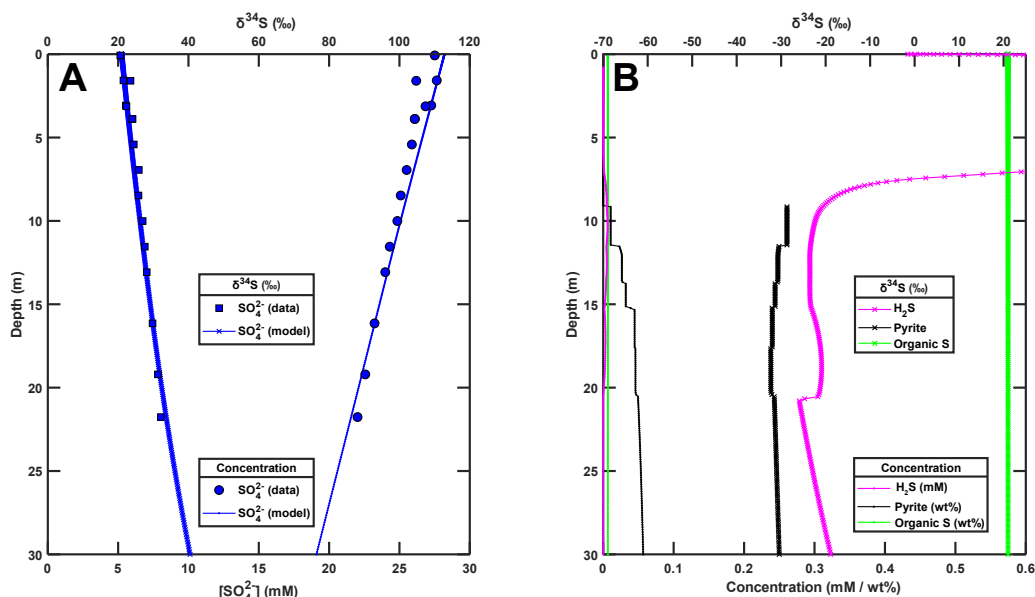 δ³⁴S (‰)
0 20 40 60 80 100 120
A
0
5
10
15
20
25
30
Depth (m)
δ³⁴S (‰)
SO₄²⁻ (data)
SO₄²⁻ (model)
Concentration
SO₄²⁻ (data)
SO₄²⁻ (model)
0 5 10 15 20 25 30
[SO₄²⁻] (mM)
δ³⁴S (‰)
-70 -60 -50 -40 -30 -20 -10 0 10 20
B
0
5
10
15
20
25
30
Depth (m)
δ³⁴S (‰)
H₂S
Pyrite
Organic S
Concentration
H₂S (mM)
Pyrite (wt%)
Organic S (wt%)
0 0.1 0.2 0.3 0.4 0.5 0.6
Concentration (mM / wt%)